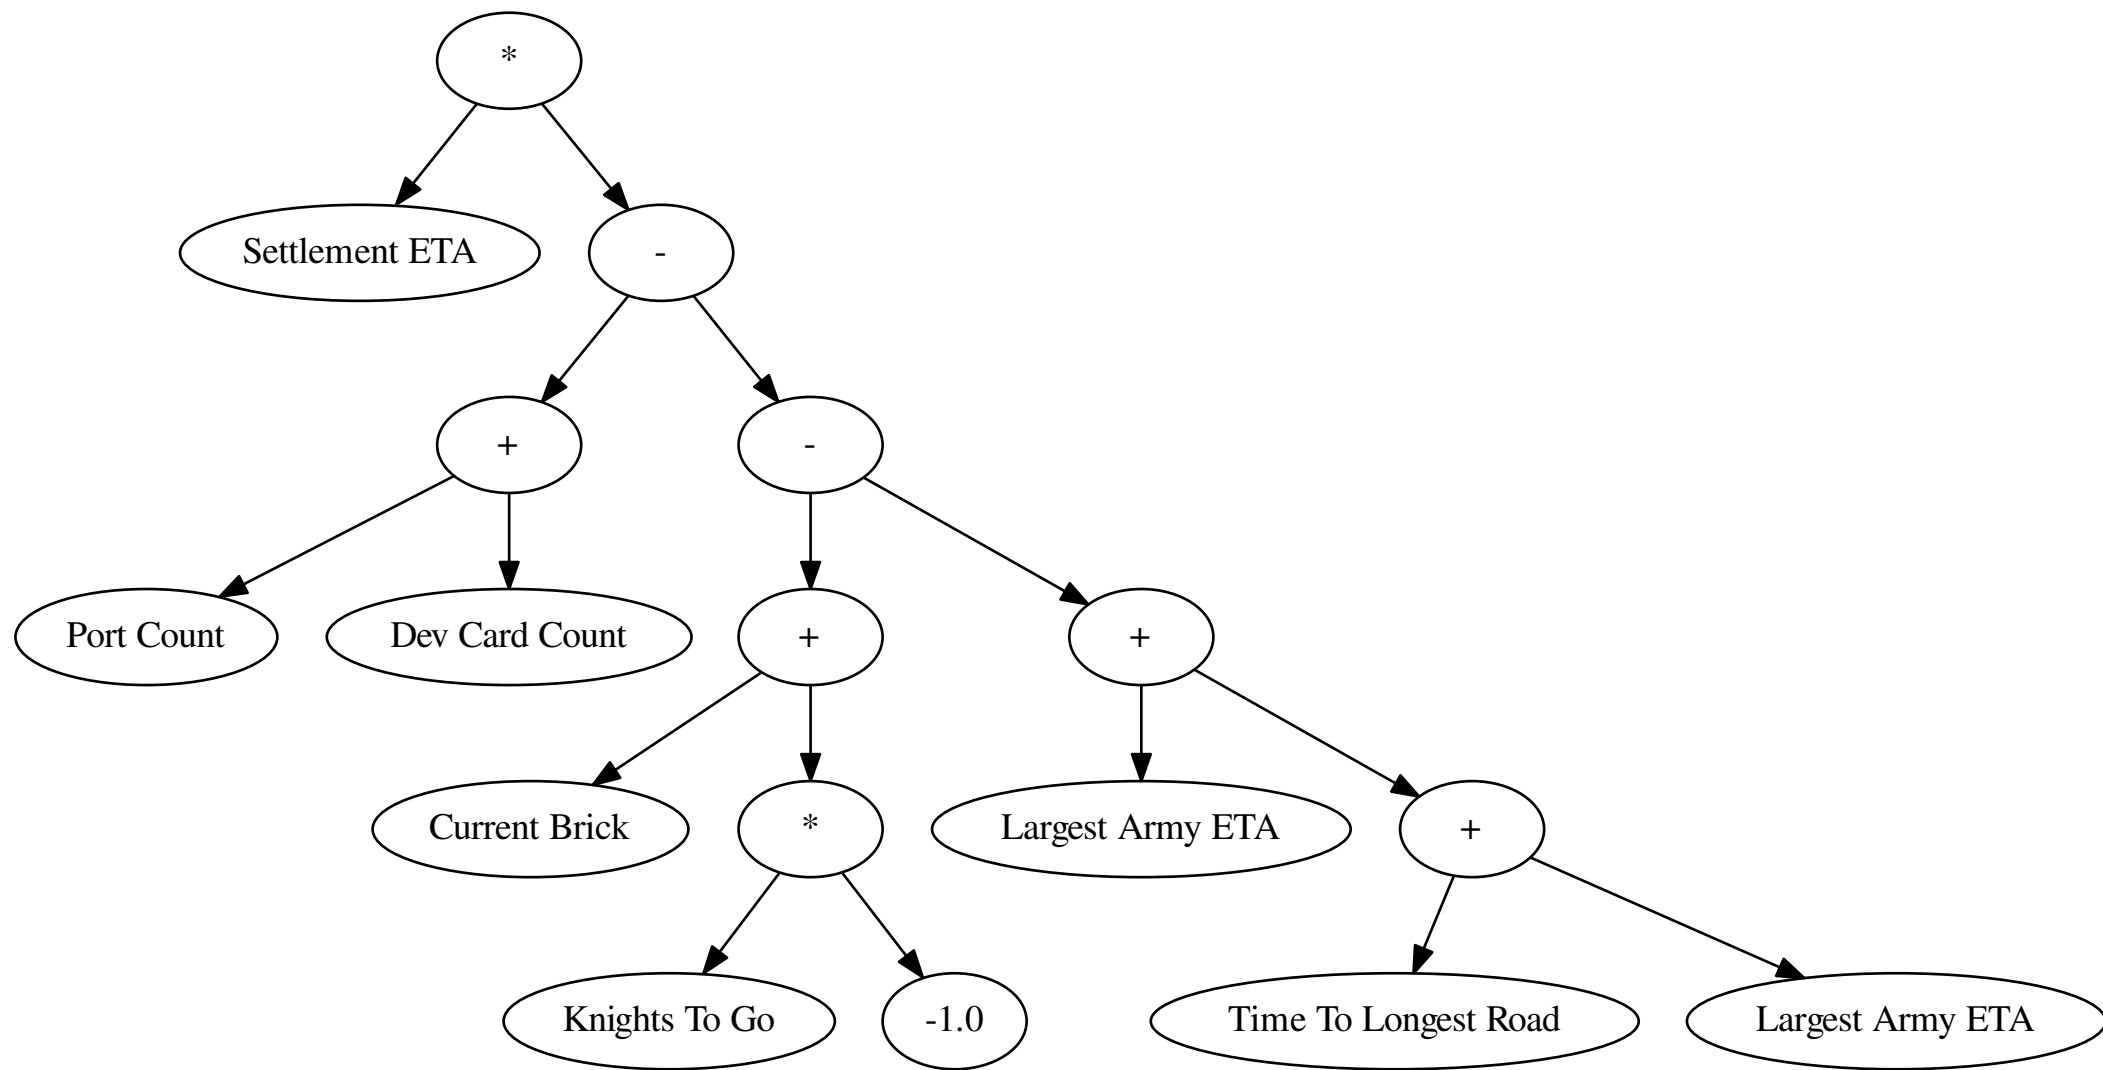 *
Settlement ETA
-
+
-
Port Count
Dev Card Count
+
+
Current Brick
*
Largest Army ETA
+
Knights To Go
-1.0
Time To Longest Road
Largest Army ETA